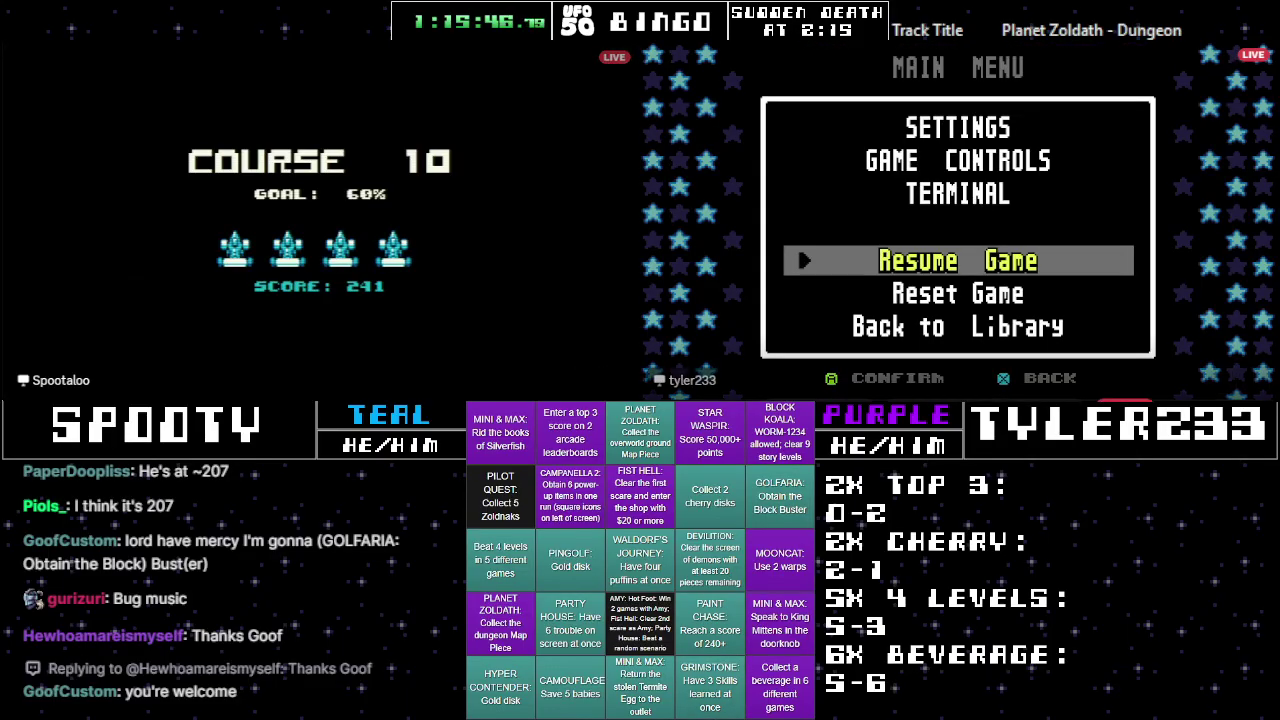 1:15:46.79
UFO 50
BINGO
SUDDEN DEATH
AT 2:15
Track Title
Planet Zoldath - Dungeon
LIVE
COURSE 10
GOAL: 60%
SCORE: 241
Spootaloo
LIVE
MAIN MENU
SETTINGS
GAME CONTROLS
TERMINAL
Resume Game
Reset Game
Back to Library
A CONFIRM
X BACK
tyler233
SPOOTY
TEAL
HE/HIM
PURPLE
HE/HIM
TYLER233
PaperDoopliss: He's at ~207
Piols_: I think it's 207
GoofCustom: lord have mercy I'm gonna (GOLFARIA:
Obtain the Block) Bust(er)
gurizuri: Bug music
Hewhoamareismyself: Thanks Goof
Replying to @Hewhoamareismyself: Thanks Goof
GoofCustom: you're welcome
MINI & MAX:
Rid the books
of Silverfish
Enter a top 3
score on 2
arcade
leaderboards
PLANET
ZOLDATH:
Collect the
overworld ground
Map Piece
STAR
WASPIR:
Score 50,000+
points
BLOCK
KOALA:
WORM-1234
allowed; clear 9
story levels
PILOT
QUEST:
Collect 5
Zoldnaks
CAMPANELLA 2:
Obtain 6 power-
up items in one
run (square icons
on left of screen)
FIST HELL:
Clear the first
scare and enter
the shop with
$20 or more
Collect 2
cherry disks
GOLFARIA:
Obtain the
Block Buster
Beat 4 levels
in 5 different
games
PINGOLF:
Gold disk
WALDORF'S
JOURNEY:
Have four
puffins at once
DEVILITION:
Clear the screen
of demons with
at least 20
pieces remaining
MOONCAT:
Use 2 warps
PLANET
ZOLDATH:
Collect the
dungeon Map
Piece
PARTY
HOUSE: Have
6 trouble on
screen at once
AMY: Hot Foot: Win
2 games with Amy;
Fist Hell: Clear 2nd
scare as Amy; Party
House: Beat a
random scenario
PAINT
CHASE:
Reach a score
of 240+
MINI & MAX:
Speak to King
Mittens in the
doorknob
HYPER
CONTENDER:
Gold disk
CAMOUFLAGE:
Save 5 babies
MINI & MAX:
Return the
stolen Termite
Egg to the
outlet
GRIMSTONE:
Have 3 Skills
learned at
once
Collect a
beverage in 6
different
games
2X TOP 3:
0-2
2X CHERRY:
2-1
5X 4 LEVELS:
5-3
6X BEVERAGE:
5-6